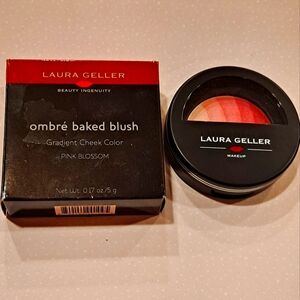 LAURA GELLER
BEAUTY INGENUITY
ombré baked blush
Gradient Cheek Color
PINK BLOSSOM
Net Wt. 0.17 oz/5 g
LAURA GELLER
MAKEUP